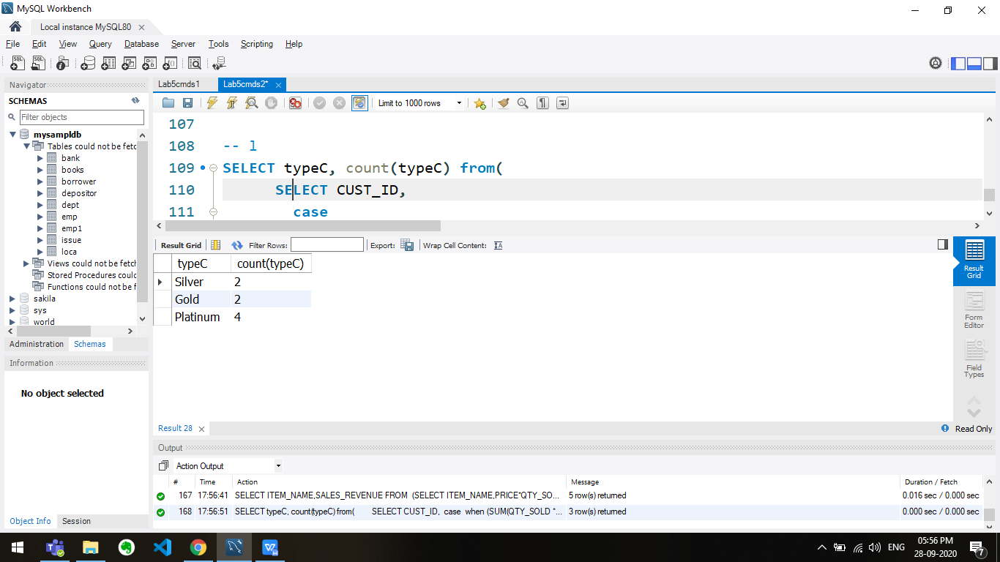 MySQL Workbench
Local instance MySQL80
File Edit View Query Database Server Tools Scripting Help
Navigator
SCHEMAS
Filter objects
mysampldb
Tables could not be fetc
bank
books
borrower
depositor
dept
emp
emp1
issue
loca
Views could not be fetch
Stored Procedures could
Functions could not be f
sakila
sys
world
Administration Schemas
Information
No object selected
Object Info Session
Lab5cmds1 Lab5cmds2*
Limit to 1000 rows
107
108 -- l
109 SELECT typeC, count(typeC) from(
110 SELECT CUST_ID,
111 case
Result Grid Filter Rows: Export: Wrap Cell Content:
typeC count(typeC)
Silver 2
Gold 2
Platinum 4
Result Grid
Form Editor
Field Types
Result 28
Read Only
Output
Action Output
# Time Action Message Duration / Fetch
167 17:56:41 SELECT ITEM_NAME,SALES_REVENUE FROM (SELECT ITEM_NAME,PRICE*QTY_SO... 5 row(s) returned 0.016 sec / 0.000 sec
168 17:56:51 SELECT typeC, count(typeC) from( SELECT CUST_ID, case when (SUM(QTY_SOLD *... 3 row(s) returned 0.000 sec / 0.000 sec
ENG
05:56 PM
28-09-2020
7